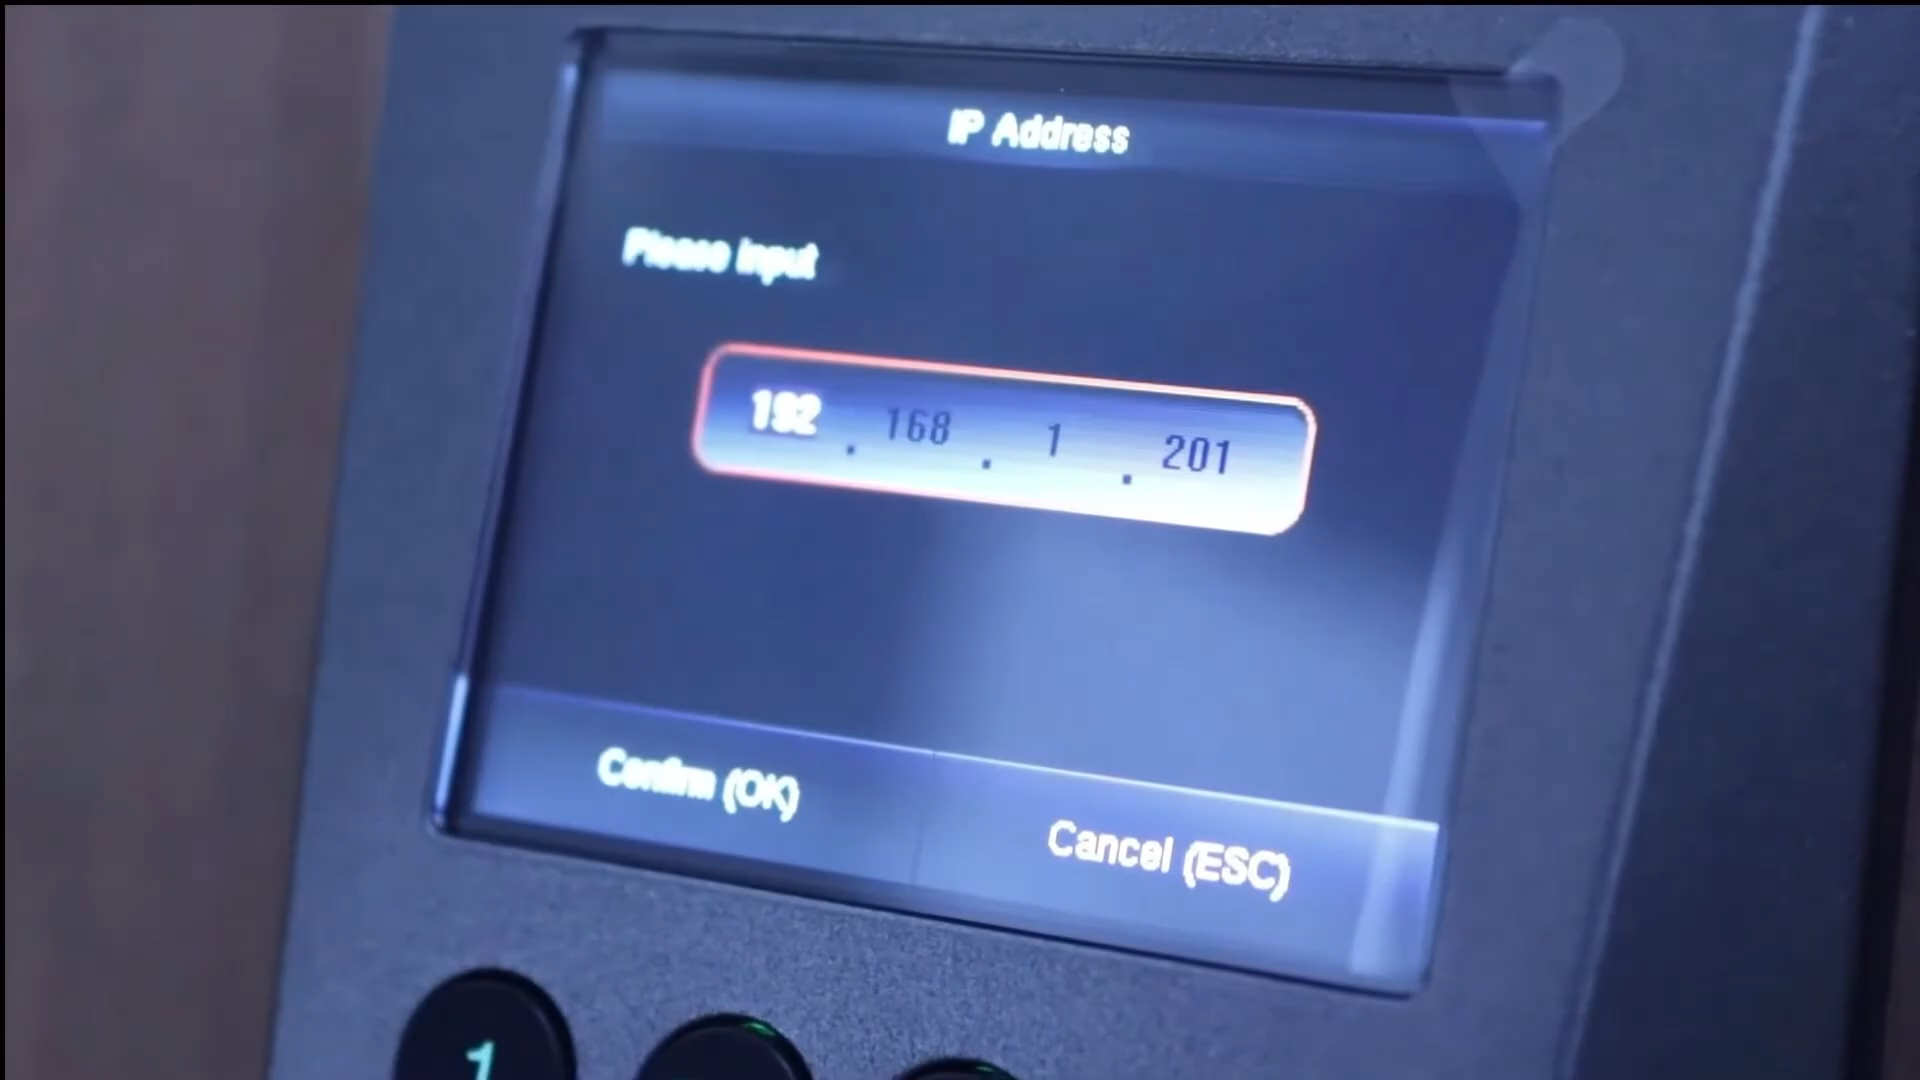 IP Address
Please input
192 . 168 . 1 . 201
Confirm (OK) Cancel (ESC)
1